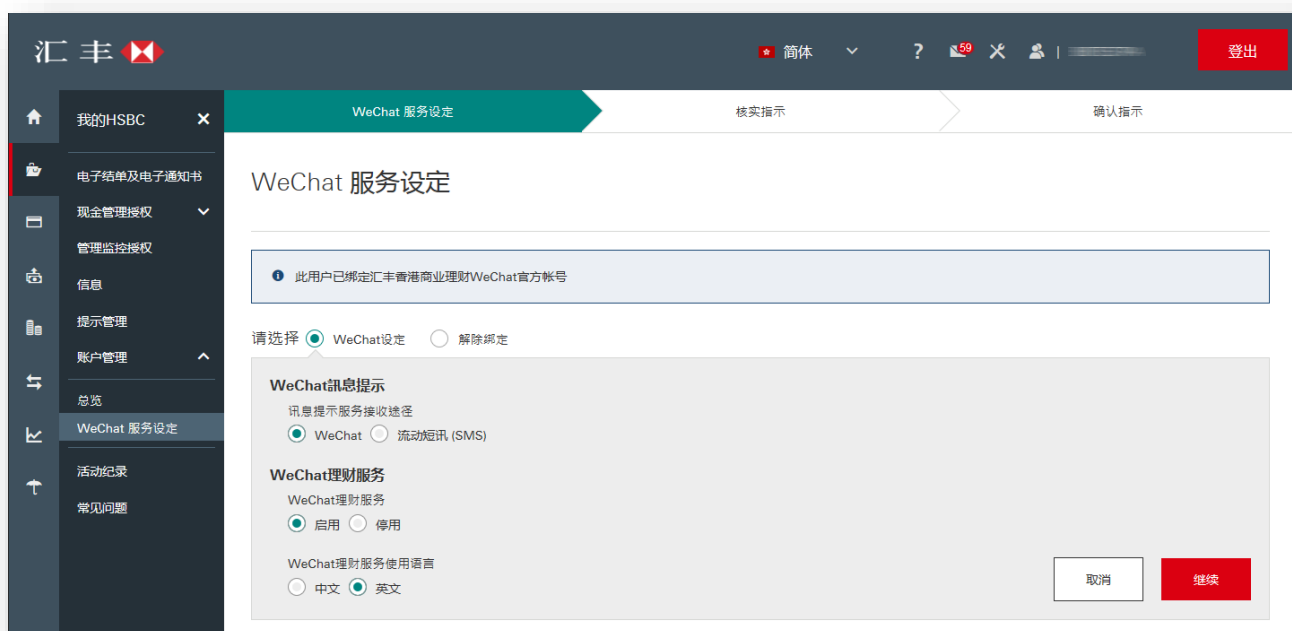 汇丰
简体
?
59
|
登出
我的HSBC
WeChat 服务设定
核实指示
确认指示
电子结单及电子通知书
现金管理授权
管理监控授权
信息
提示管理
账户管理
总览
WeChat 服务设定
活动纪录
常见问题
WeChat 服务设定
此用户已绑定汇丰香港商业理财WeChat官方帐号
请选择 WeChat设定 解除绑定
WeChat訊息提示
讯息提示服务接收途径
WeChat 流动短讯 (SMS)
WeChat理财服务
WeChat理财服务
启用 停用
WeChat理财服务使用语言
中文 英文
取消
继续